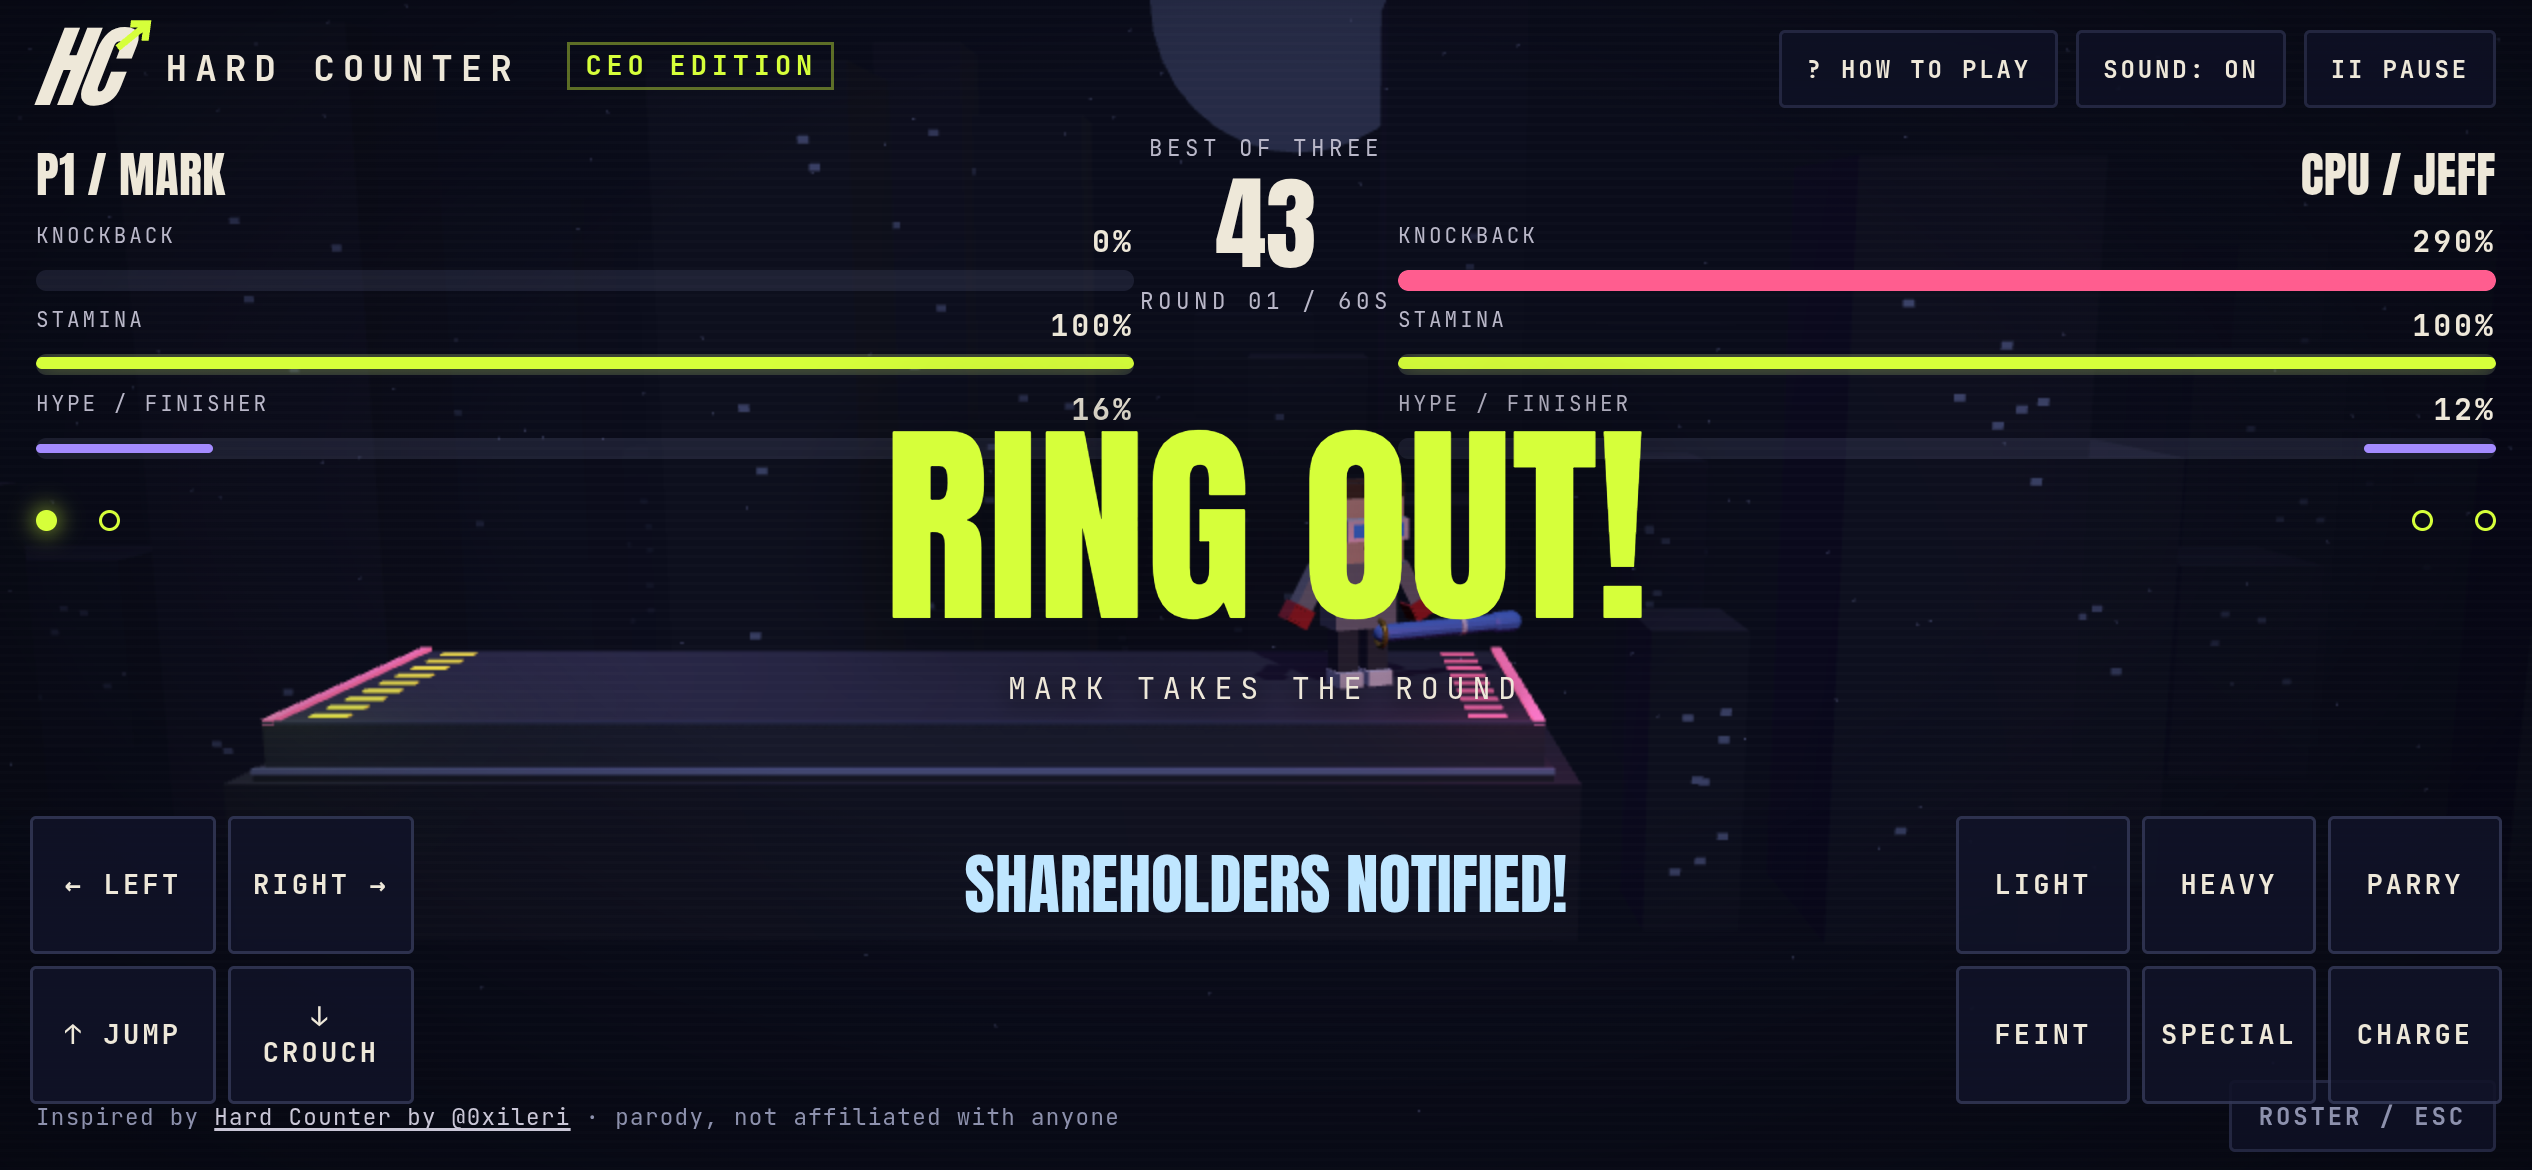 HC HARD COUNTER CEO EDITION ? HOW TO PLAY SOUND: ON II PAUSE
BEST OF THREE
P1 / MARK 43 CPU / JEFF
KNOCKBACK 0% KNOCKBACK 290%
ROUND 01 / 60S
STAMINA 100% STAMINA 100%
HYPE / FINISHER 16% HYPE / FINISHER 12%
RING OUT!
MARK TAKES THE ROUND
SHAREHOLDERS NOTIFIED!
← LEFT RIGHT → LIGHT HEAVY PARRY
↑ JUMP ↓ CROUCH FEINT SPECIAL CHARGE
Inspired by Hard Counter by @0xileri · parody, not affiliated with anyone ROSTER / ESC